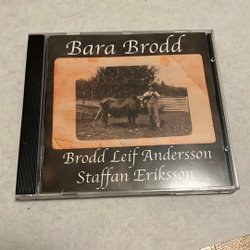 Bara Brodd
Brodd Leif Andersson
Staffan Eriksson